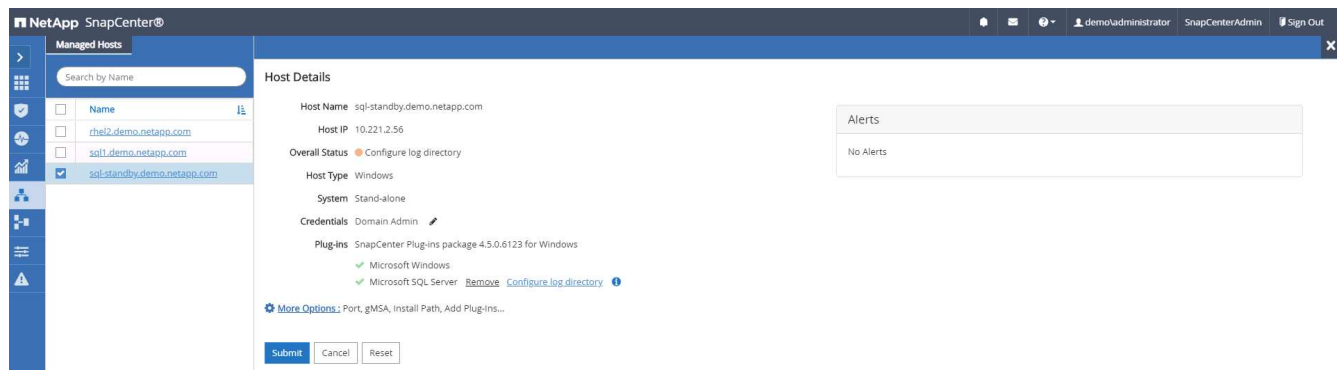 NetApp SnapCenter®
demo\administrator SnapCenterAdmin Sign Out
Managed Hosts
Search by Name
Name
rhel2.demo.netapp.com
sql1.demo.netapp.com
sql-standby.demo.netapp.com
Host Details
Host Name sql-standby.demo.netapp.com
Host IP 10.221.2.56
Overall Status Configure log directory
Host Type Windows
System Stand-alone
Credentials Domain Admin
Plug-ins SnapCenter Plug-ins package 4.5.0.6123 for Windows
Microsoft Windows
Microsoft SQL Server Remove Configure log directory
More Options : Port, gMSA, Install Path, Add Plug-ins...
Submit Cancel Reset
Alerts
No Alerts